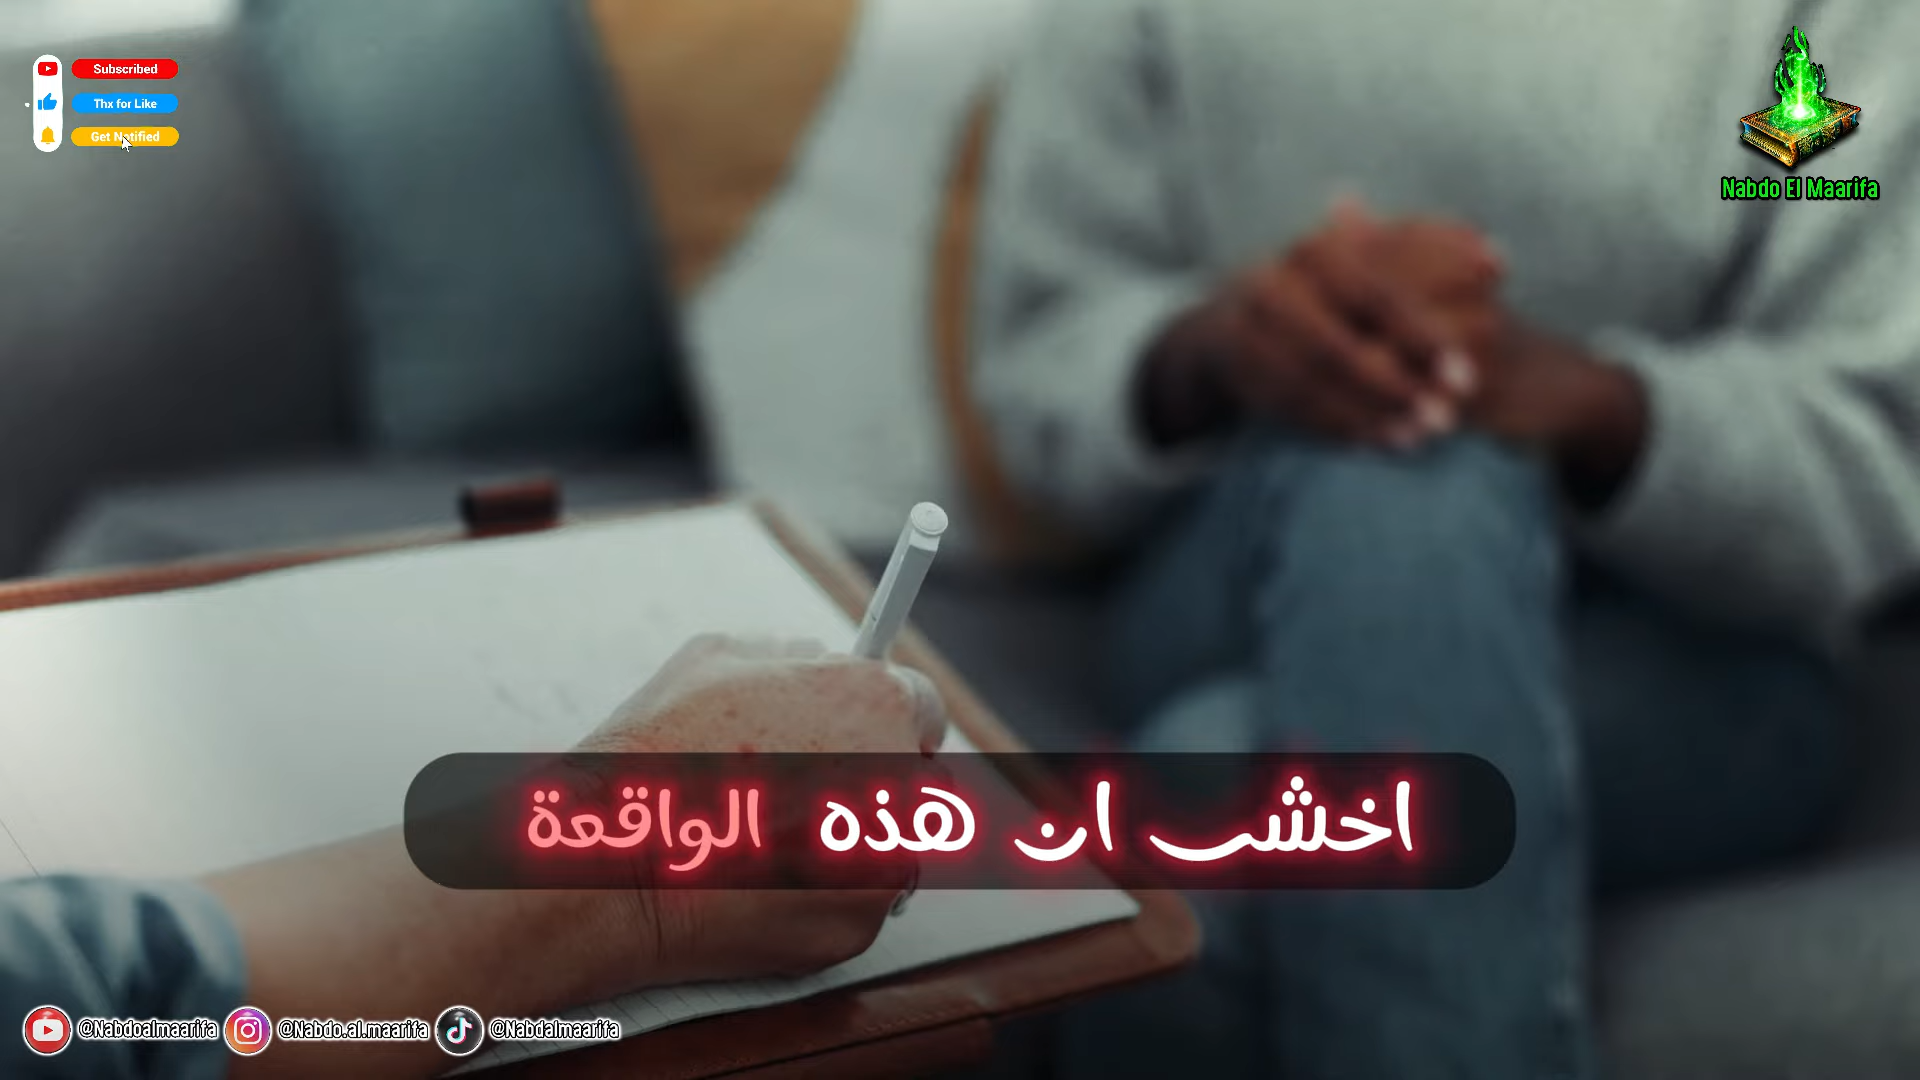 Subscribed
Thx for Like
Get Notified
Nabdo El Maarifa
اخشى ان هذه الواقعة
@Nabdoalmaarifa @Nabdo.al.maarifa @Nabdalmaarifa